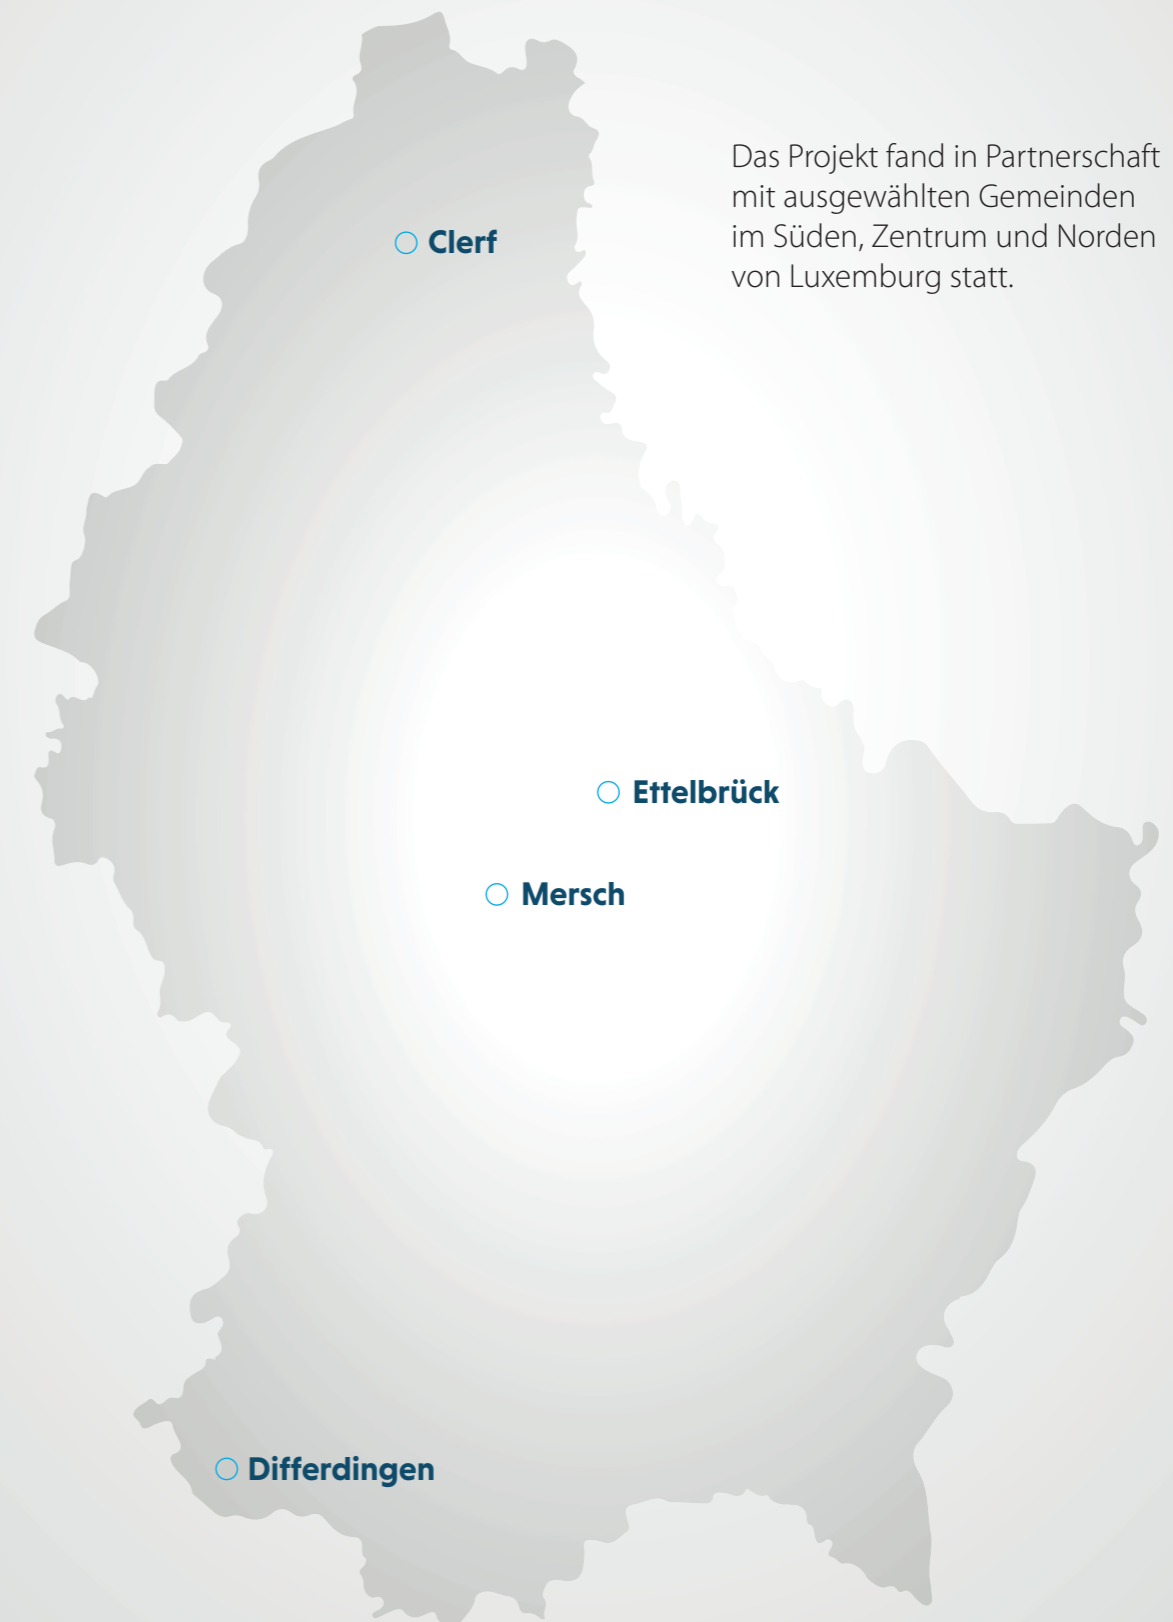 Das Projekt fand in Partnerschaft
mit ausgewählten Gemeinden
im Süden, Zentrum und Norden
von Luxemburg statt.
Clerf
Ettelbrück
Mersch
Differdingen